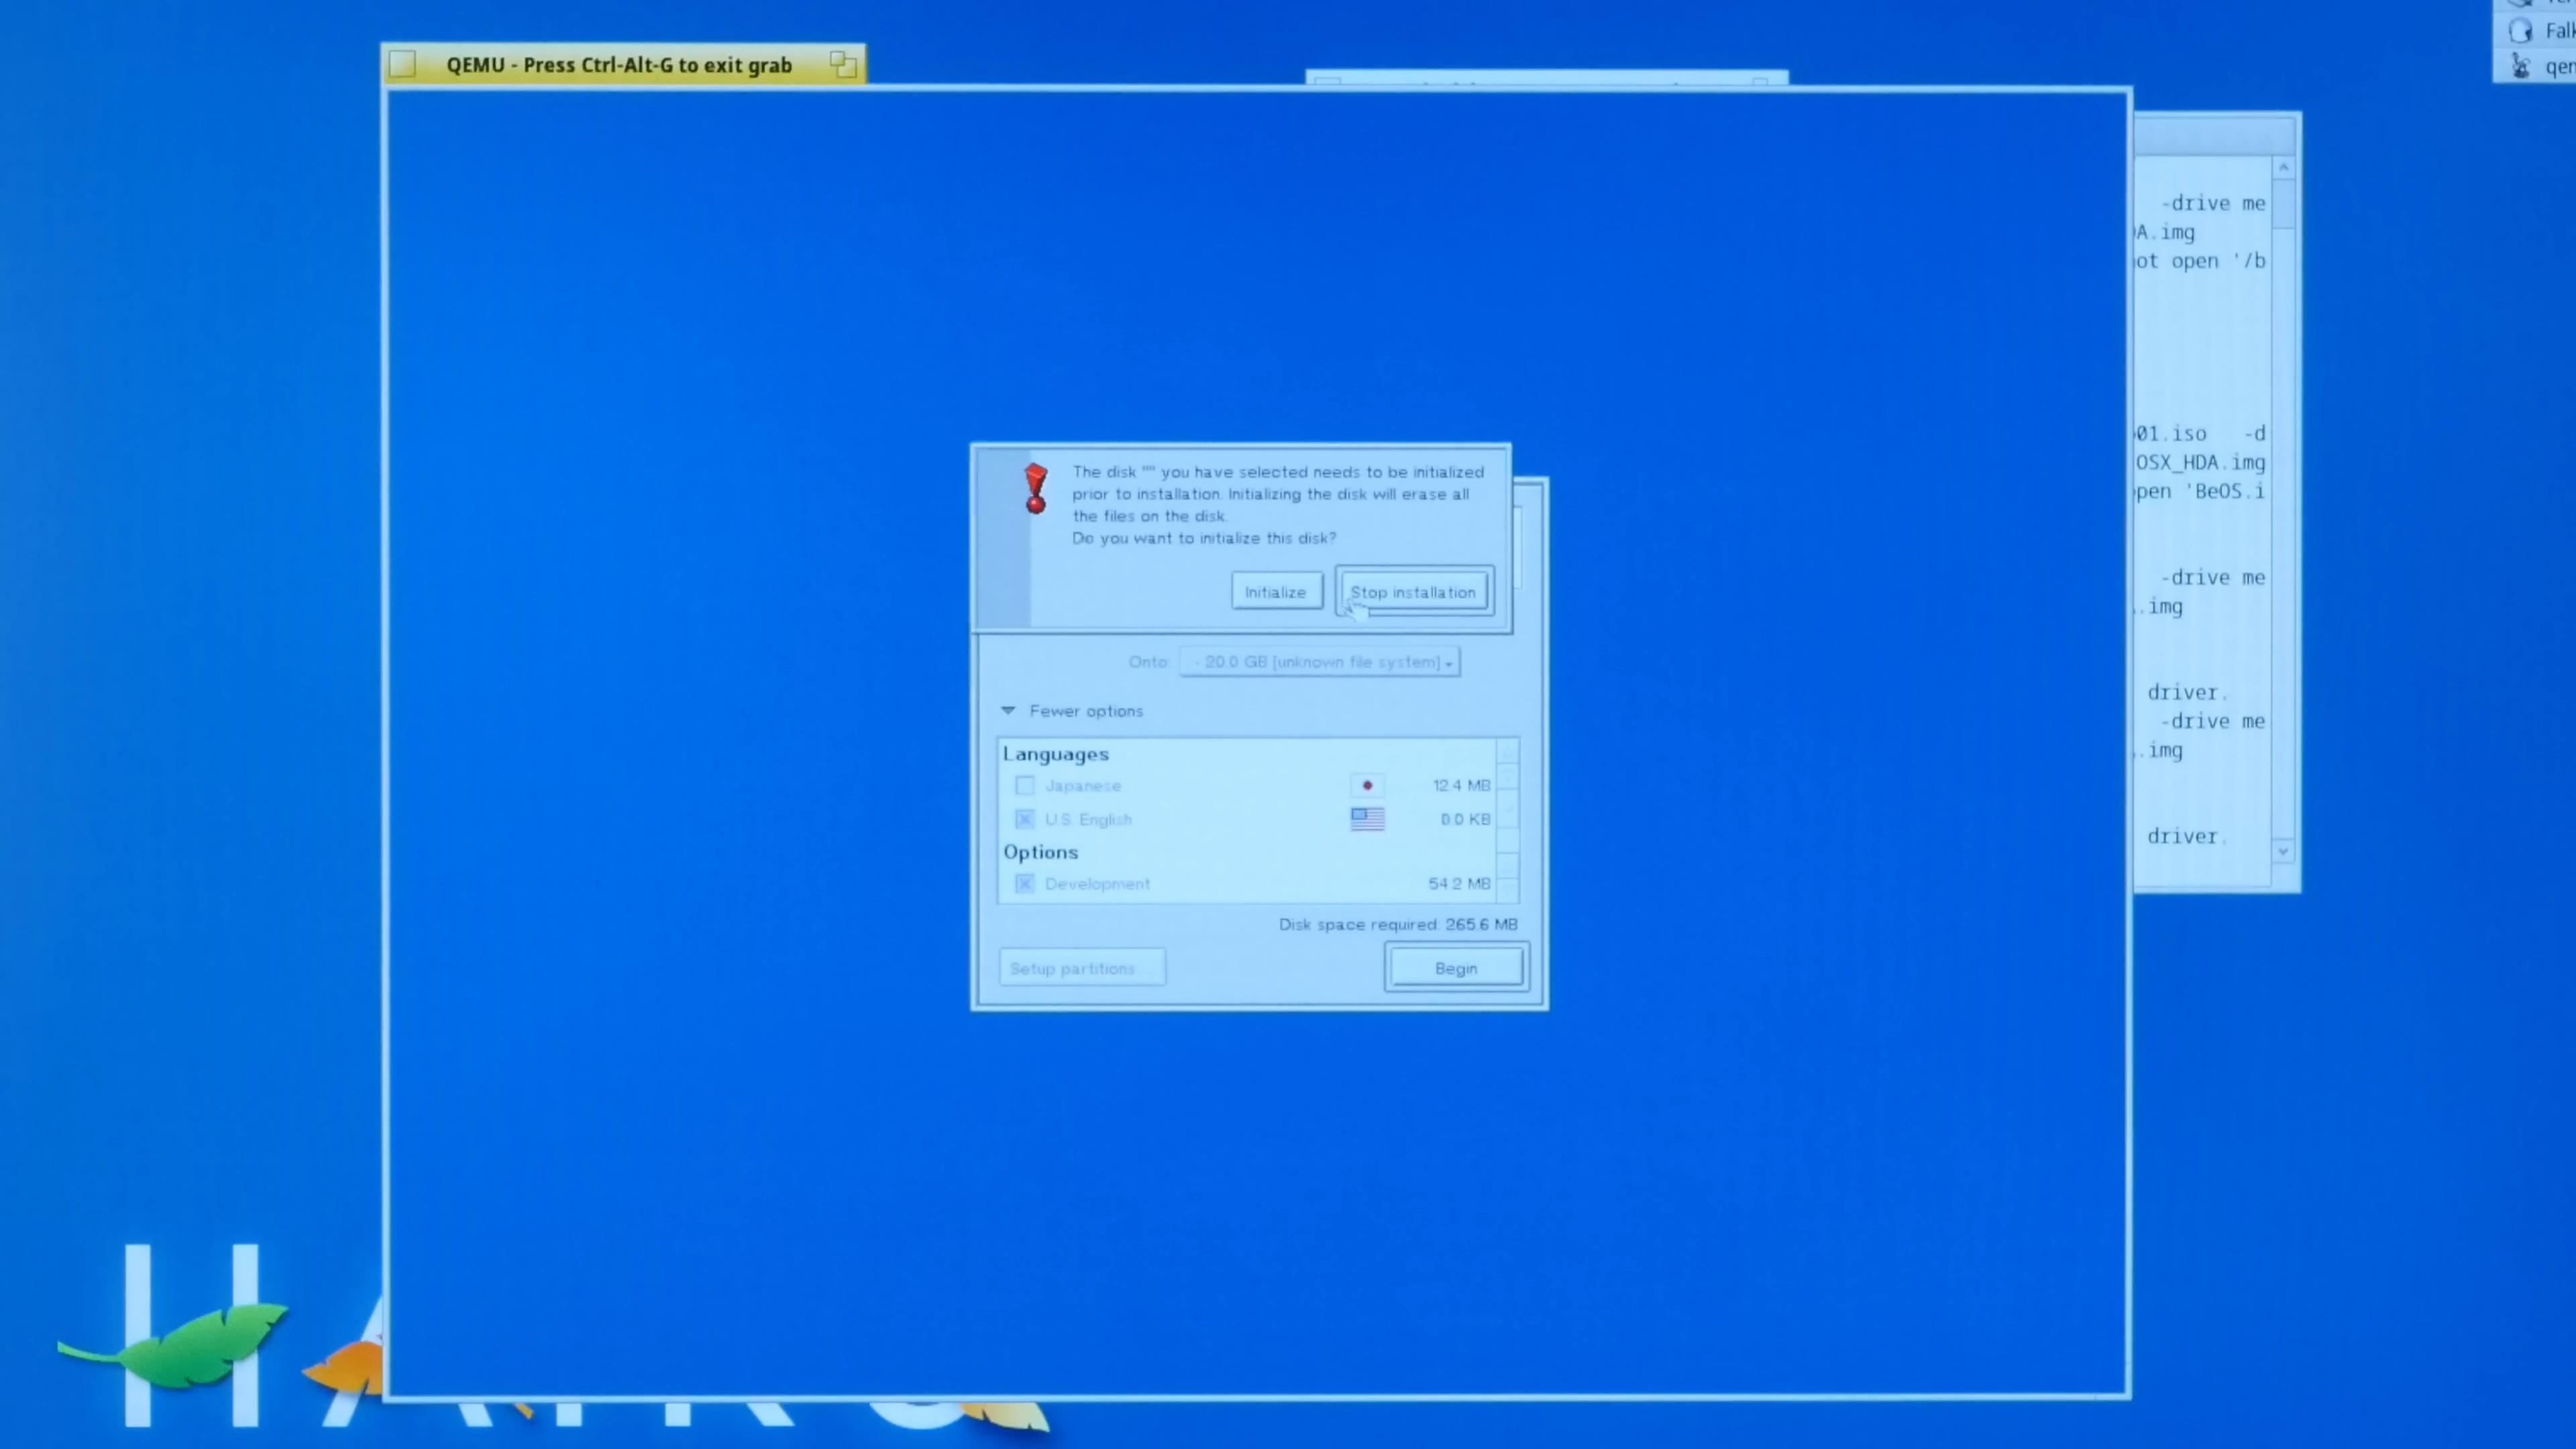 Falk
QEMU - Press Ctrl-Alt-G to exit grab
qem
-drive me
A.img
ot open '/b
01.iso -d
OSX_HDA.img
pen 'BeOS.i
-drive me
.img
driver.
-drive me
.img
driver.
The disk "" you have selected needs to be initialized
prior to installation. Initializing the disk will erase all
the files on the disk.
Do you want to initialize this disk?
Initialize
Stop installation
Onto: - 20.0 GB [unknown file system]
Fewer options
Languages
Japanese 12.4 MB
U.S. English 0.0 KB
Options
Development 54.2 MB
Disk space required: 265.6 MB
Setup partitions...
Begin